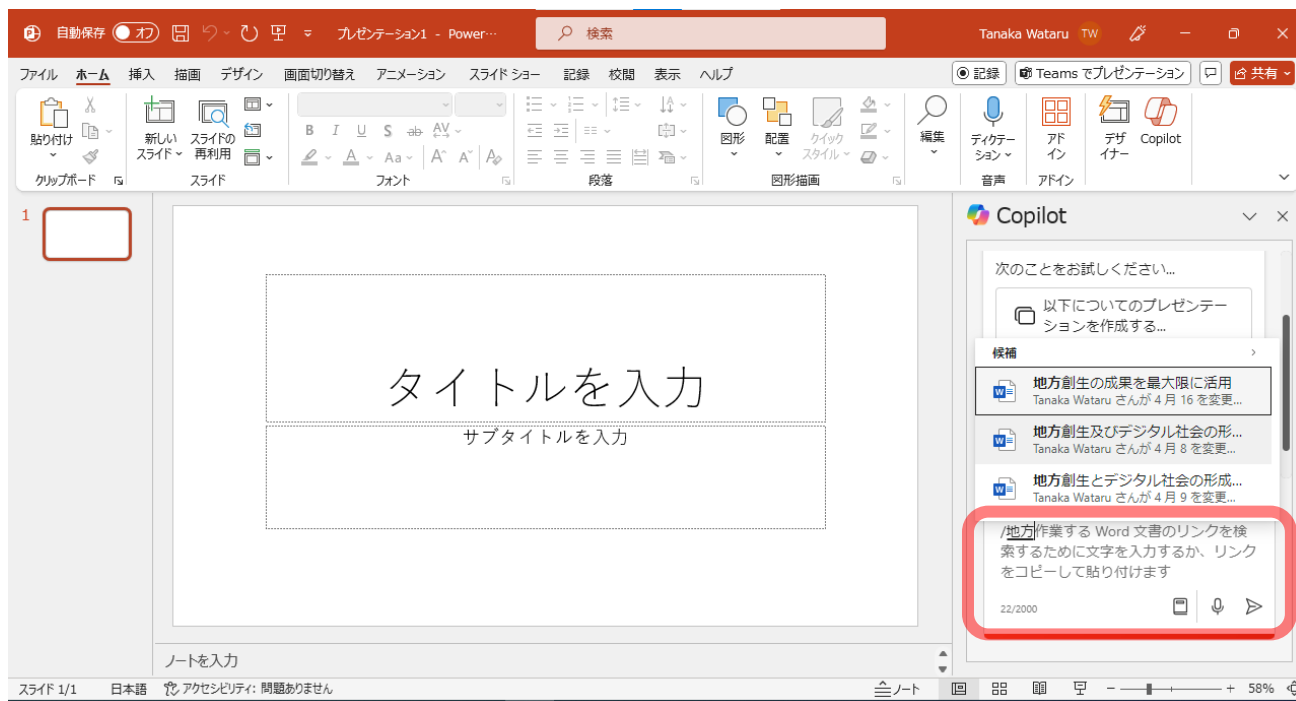 自動保存 オフ プレゼンテーション1 - Power… 検索 Tanaka Wataru TW
ファイル ホーム 挿入 描画 デザイン 画面切り替え アニメーション スライド ショー 記録 校閲 表示 ヘルプ 記録 Teams でプレゼンテーション 共有
貼り付け
新しい
スライド
スライドの
再利用
B I U S ab AV
A Aa A A A
図形 配置 クイック
スタイル
編集
ディクテー
ション
アド
イン
デザ
イナー
Copilot
クリップボード スライド フォント 段落 図形描画 音声 アドイン
1
タイトルを入力
サブタイトルを入力
Copilot
次のことをお試しください...
以下についてのプレゼンテー
ションを作成する...
候補
地方創生の成果を最大限に活用
Tanaka Wataru さんが 4 月 16 を変更...
地方創生及びデジタル社会の形...
Tanaka Wataru さんが 4 月 8 を変更...
地方創生とデジタル社会の形成...
Tanaka Wataru さんが 4 月 9 を変更...
/地方作業する Word 文書のリンクを検
索するために文字を入力するか、リンク
をコピーして貼り付けます
22/2000
ノートを入力
スライド 1/1 日本語 アクセシビリティ: 問題ありません ノート 58%